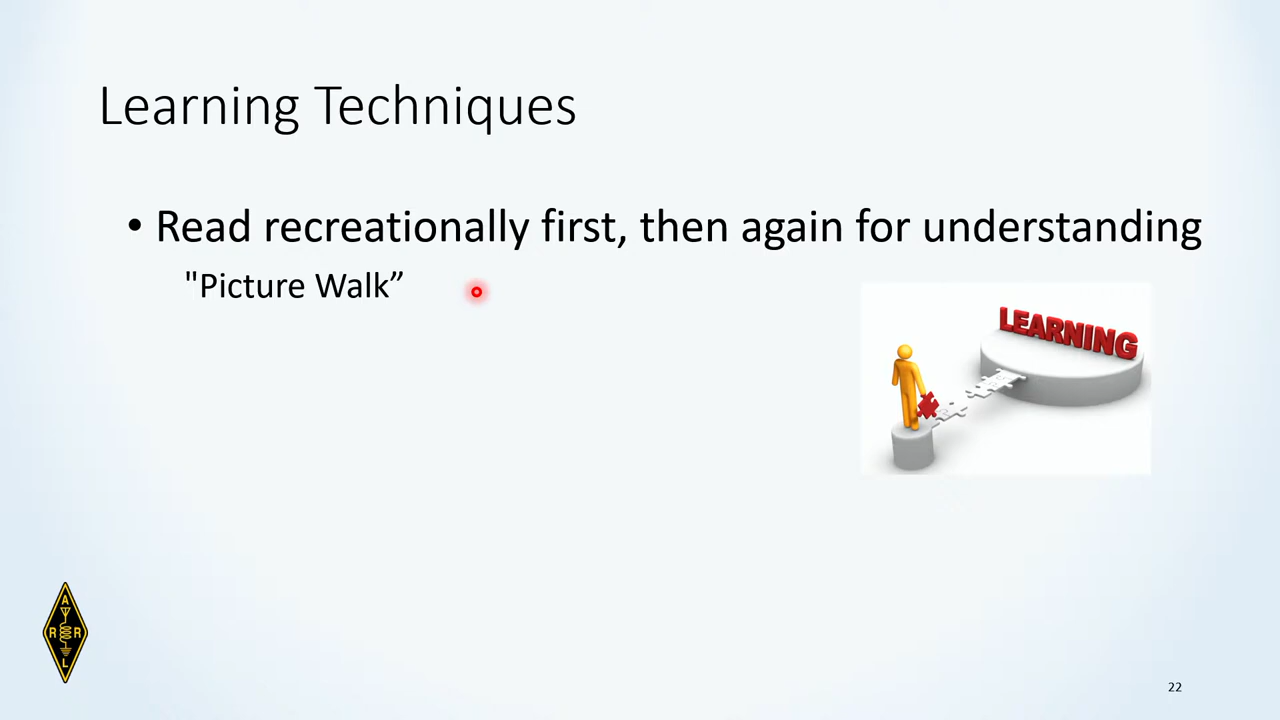 Learning Techniques
• Read recreationally first, then again for understanding
"Picture Walk”
LEARNING
A
R R
L
22